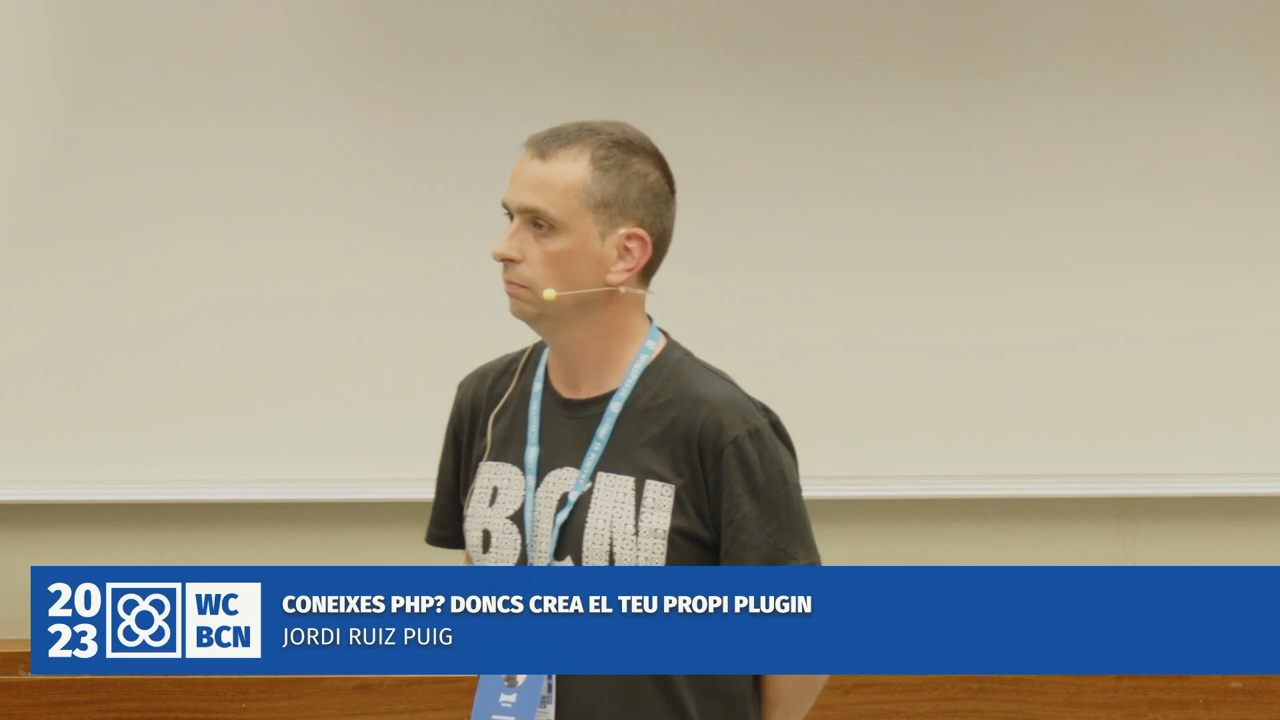 BCN
20
23
WC
BCN
CONEIXES PHP? DONCS CREA EL TEU PROPI PLUGIN
JORDI RUIZ PUIG